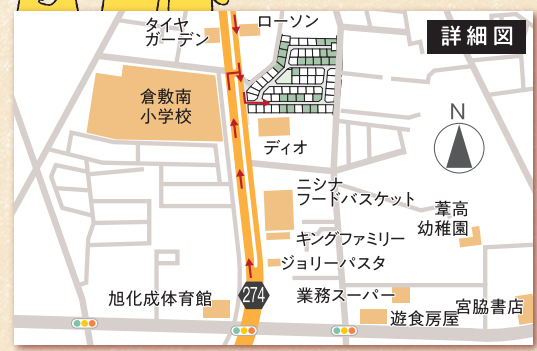 タイヤ
ガーデン
ローソン
詳細図
倉敷南
小学校
ディオ
N
ニシナ
フードバスケット
葦高
幼稚園
キングファミリー
ジョリーパスタ
274
旭化成体育館
業務スーパー
宮脇書店
遊食房屋